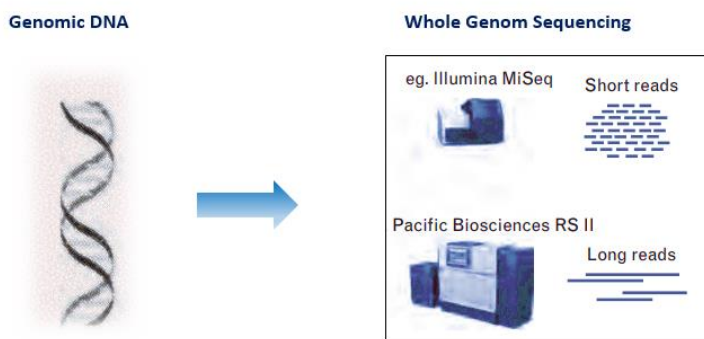 Genomic DNA
Whole Genom Sequencing
eg. Illumina MiSeq
Short reads
Pacific Biosciences RS II
Long reads